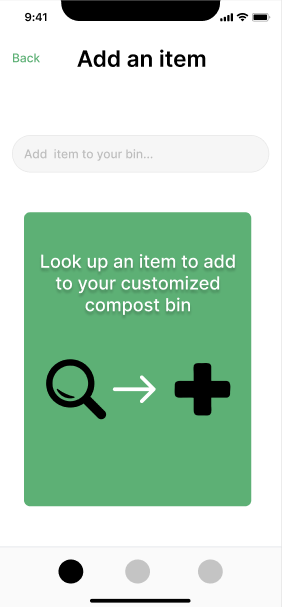 9:41
Back
Add an item
Add item to your bin...
Look up an item to add
to your customized
compost bin